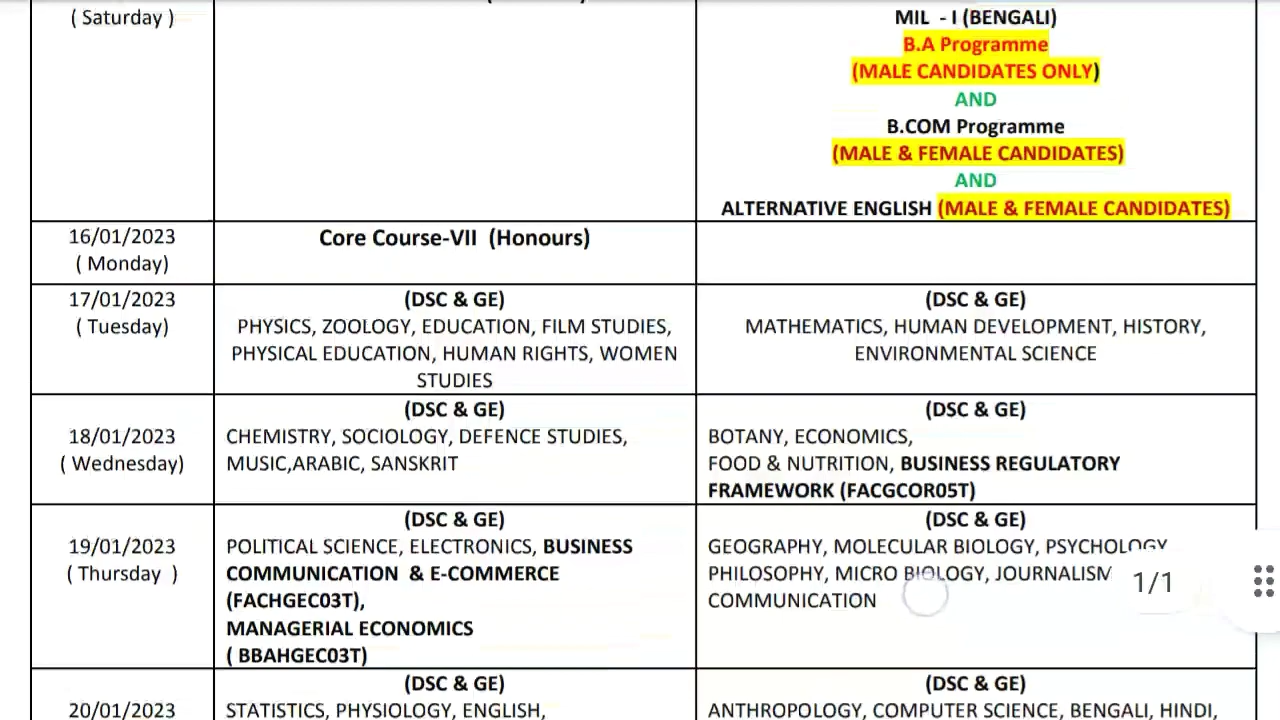 ( Saturday )
MIL - I (BENGALI)
B.A Programme
(MALE CANDIDATES ONLY)
AND
B.COM Programme
(MALE & FEMALE CANDIDATES)
AND
ALTERNATIVE ENGLISH (MALE & FEMALE CANDIDATES)
16/01/2023
( Monday)
Core Course-VII (Honours)
17/01/2023
( Tuesday)
(DSC & GE)
PHYSICS, ZOOLOGY, EDUCATION, FILM STUDIES,
PHYSICAL EDUCATION, HUMAN RIGHTS, WOMEN
STUDIES
(DSC & GE)
MATHEMATICS, HUMAN DEVELOPMENT, HISTORY,
ENVIRONMENTAL SCIENCE
18/01/2023
( Wednesday)
(DSC & GE)
CHEMISTRY, SOCIOLOGY, DEFENCE STUDIES,
MUSIC,ARABIC, SANSKRIT
(DSC & GE)
BOTANY, ECONOMICS,
FOOD & NUTRITION, BUSINESS REGULATORY
FRAMEWORK (FACGCOR05T)
19/01/2023
( Thursday )
(DSC & GE)
POLITICAL SCIENCE, ELECTRONICS, BUSINESS
COMMUNICATION & E-COMMERCE
(FACHGEC03T),
MANAGERIAL ECONOMICS
( BBAHGEC03T)
(DSC & GE)
GEOGRAPHY, MOLECULAR BIOLOGY, PSYCHOLOGY
PHILOSOPHY, MICRO BIOLOGY, JOURNALISM
COMMUNICATION
1/1
20/01/2023
(DSC & GE)
STATISTICS, PHYSIOLOGY, ENGLISH,
(DSC & GE)
ANTHROPOLOGY, COMPUTER SCIENCE, BENGALI, HINDI,